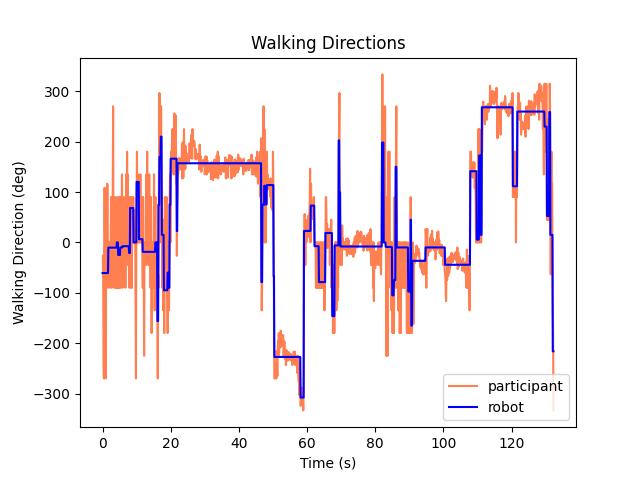 Walking Directions
Walking Direction (deg)
300
200
100
0
−100
−200
−300
0 20 40 60 80 100 120
Time (s)
participant
robot